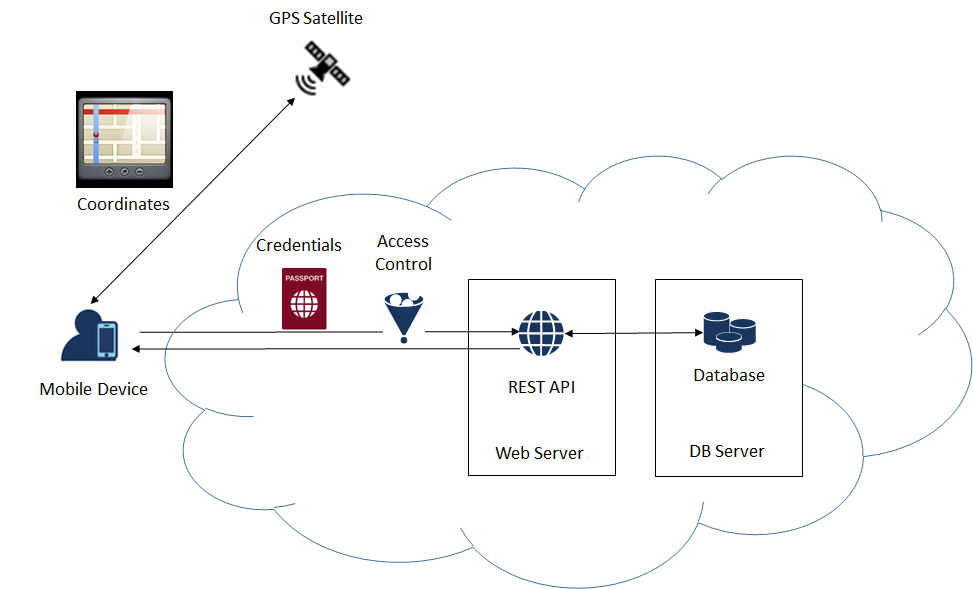 GPS Satellite
Coordinates
Credentials
Access
Control
PASSPORT
Mobile Device
REST API
Database
Web Server
DB Server